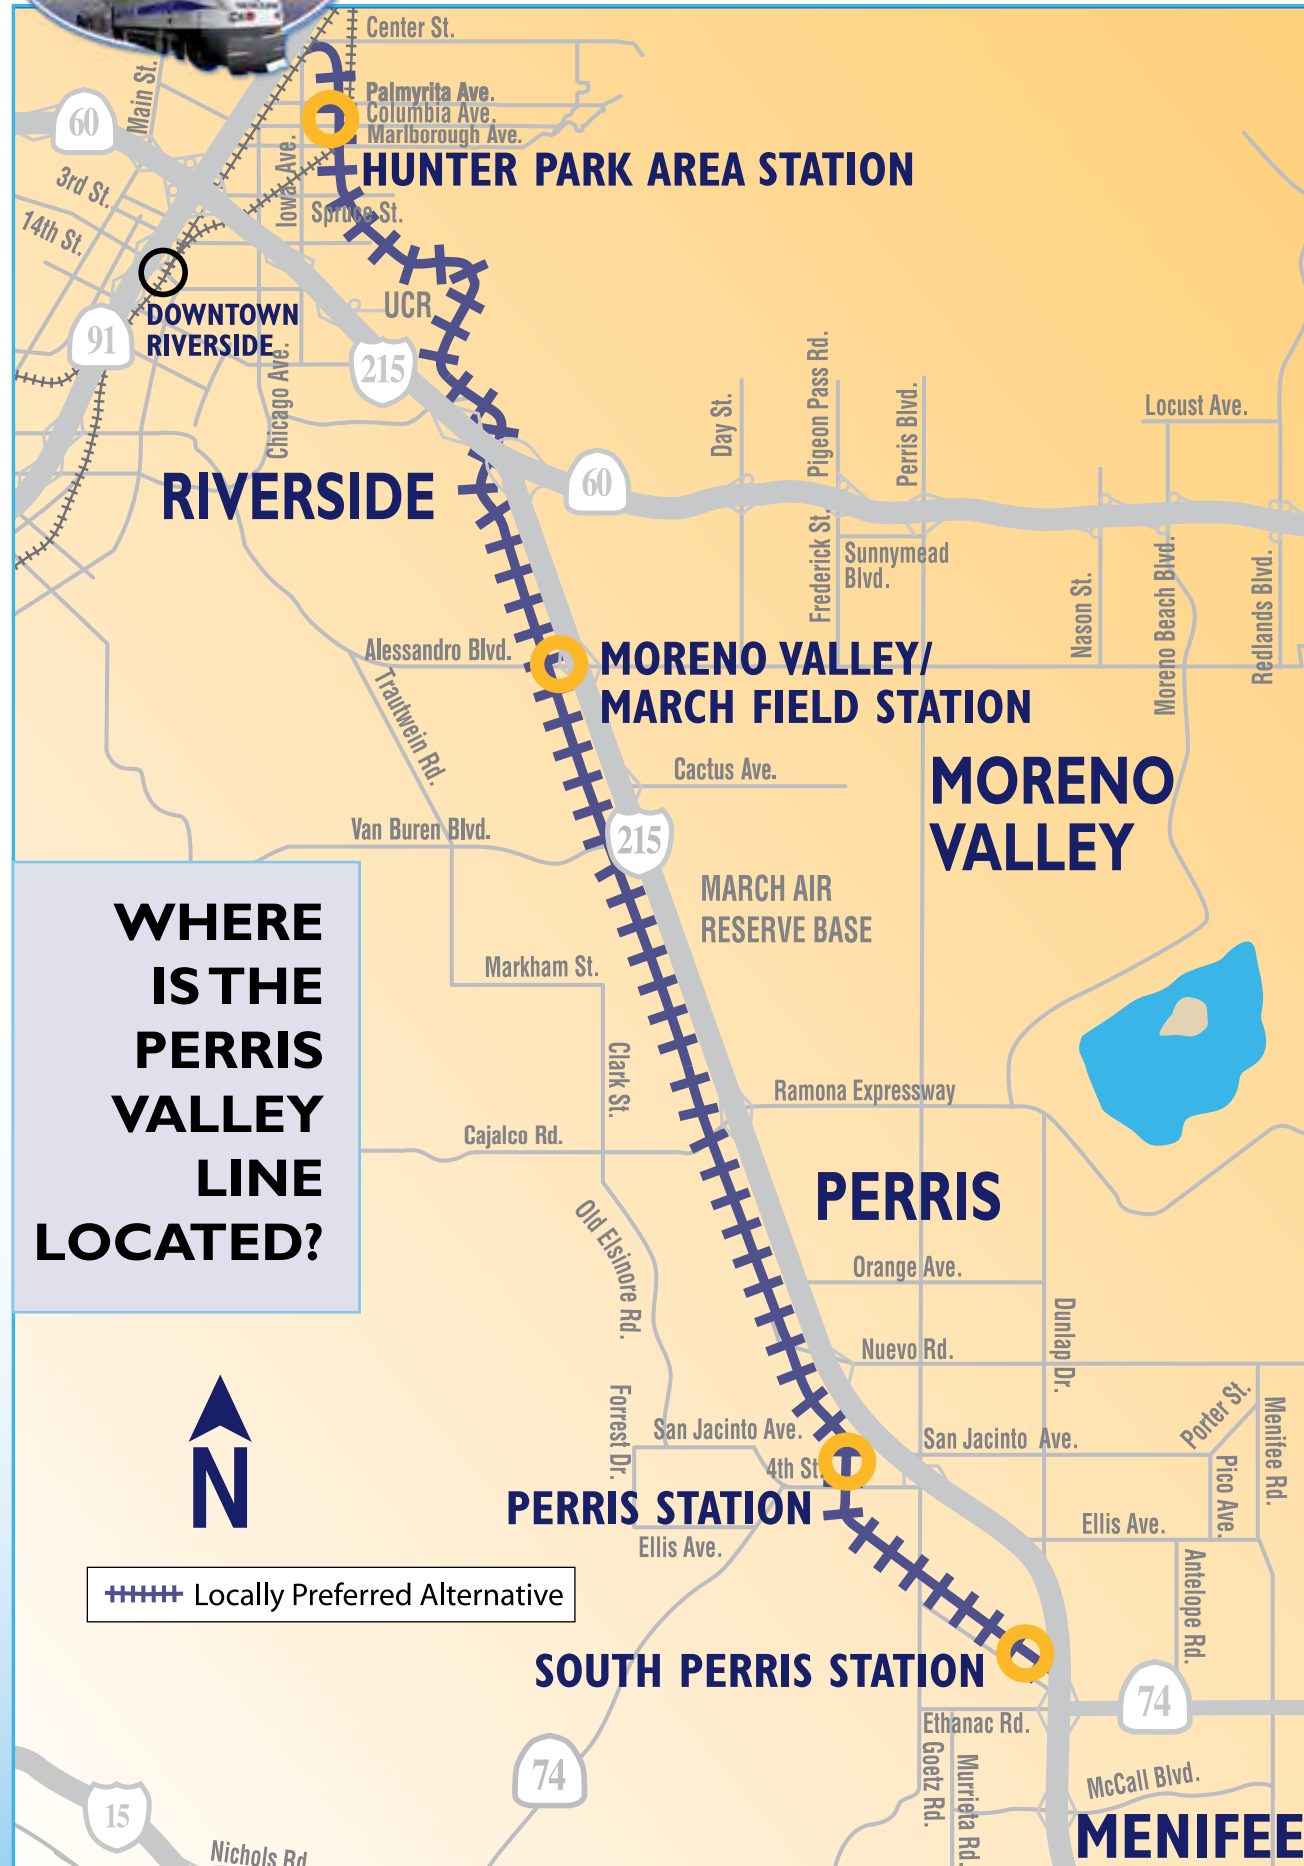 Center St.
Main St.
Palmyrita Ave.
Columbia Ave.
Marlborough Ave.
60
HUNTER PARK AREA STATION
3rd St.
Iowa Ave.
Spruce St.
14th St.
UCR
DOWNTOWN
RIVERSIDE
91
215
Chicago Ave.
Day St.
Pigeon Pass Rd.
Perris Blvd.
Locust Ave.
RIVERSIDE
60
Frederick St.
Sunnymead
Blvd.
Nason St.
Moreno Beach Blvd.
Redlands Blvd.
Alessandro Blvd.
MORENO VALLEY/
MARCH FIELD STATION
Trautwein Rd.
Cactus Ave.
MORENO
VALLEY
Van Buren Blvd.
215
MARCH AIR
RESERVE BASE
WHERE
IS THE
PERRIS
VALLEY
LINE
LOCATED?
Markham St.
Clark St.
Ramona Expressway
Cajalco Rd.
PERRIS
Old Elsinore Rd.
Orange Ave.
Dunlap Dr.
Nuevo Rd.
Forrest Dr.
San Jacinto Ave.
San Jacinto Ave.
Porter St.
Menifee Rd.
4th St.
Pico Ave.
N
PERRIS STATION
Ellis Ave.
Ellis Ave.
Antelope Rd.
Locally Preferred Alternative
SOUTH PERRIS STATION
74
Ethanac Rd.
Goetz Rd.
Murrieta Rd.
74
McCall Blvd.
15
MENIFEE
Nichols Rd